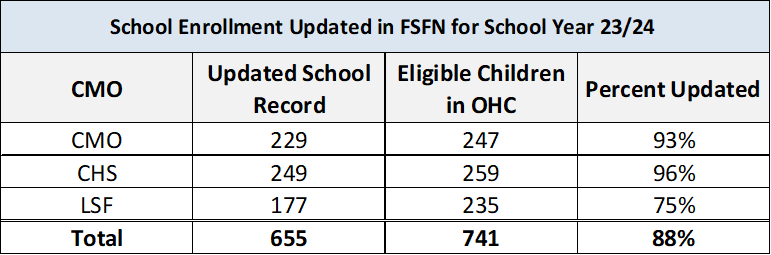 School Enrollment Updated in FSFN for School Year 23/24
CMO Updated School Record Eligible Children in OHC Percent Updated
CMO 229 247 93%
CHS 249 259 96%
LSF 177 235 75%
Total 655 741 88%